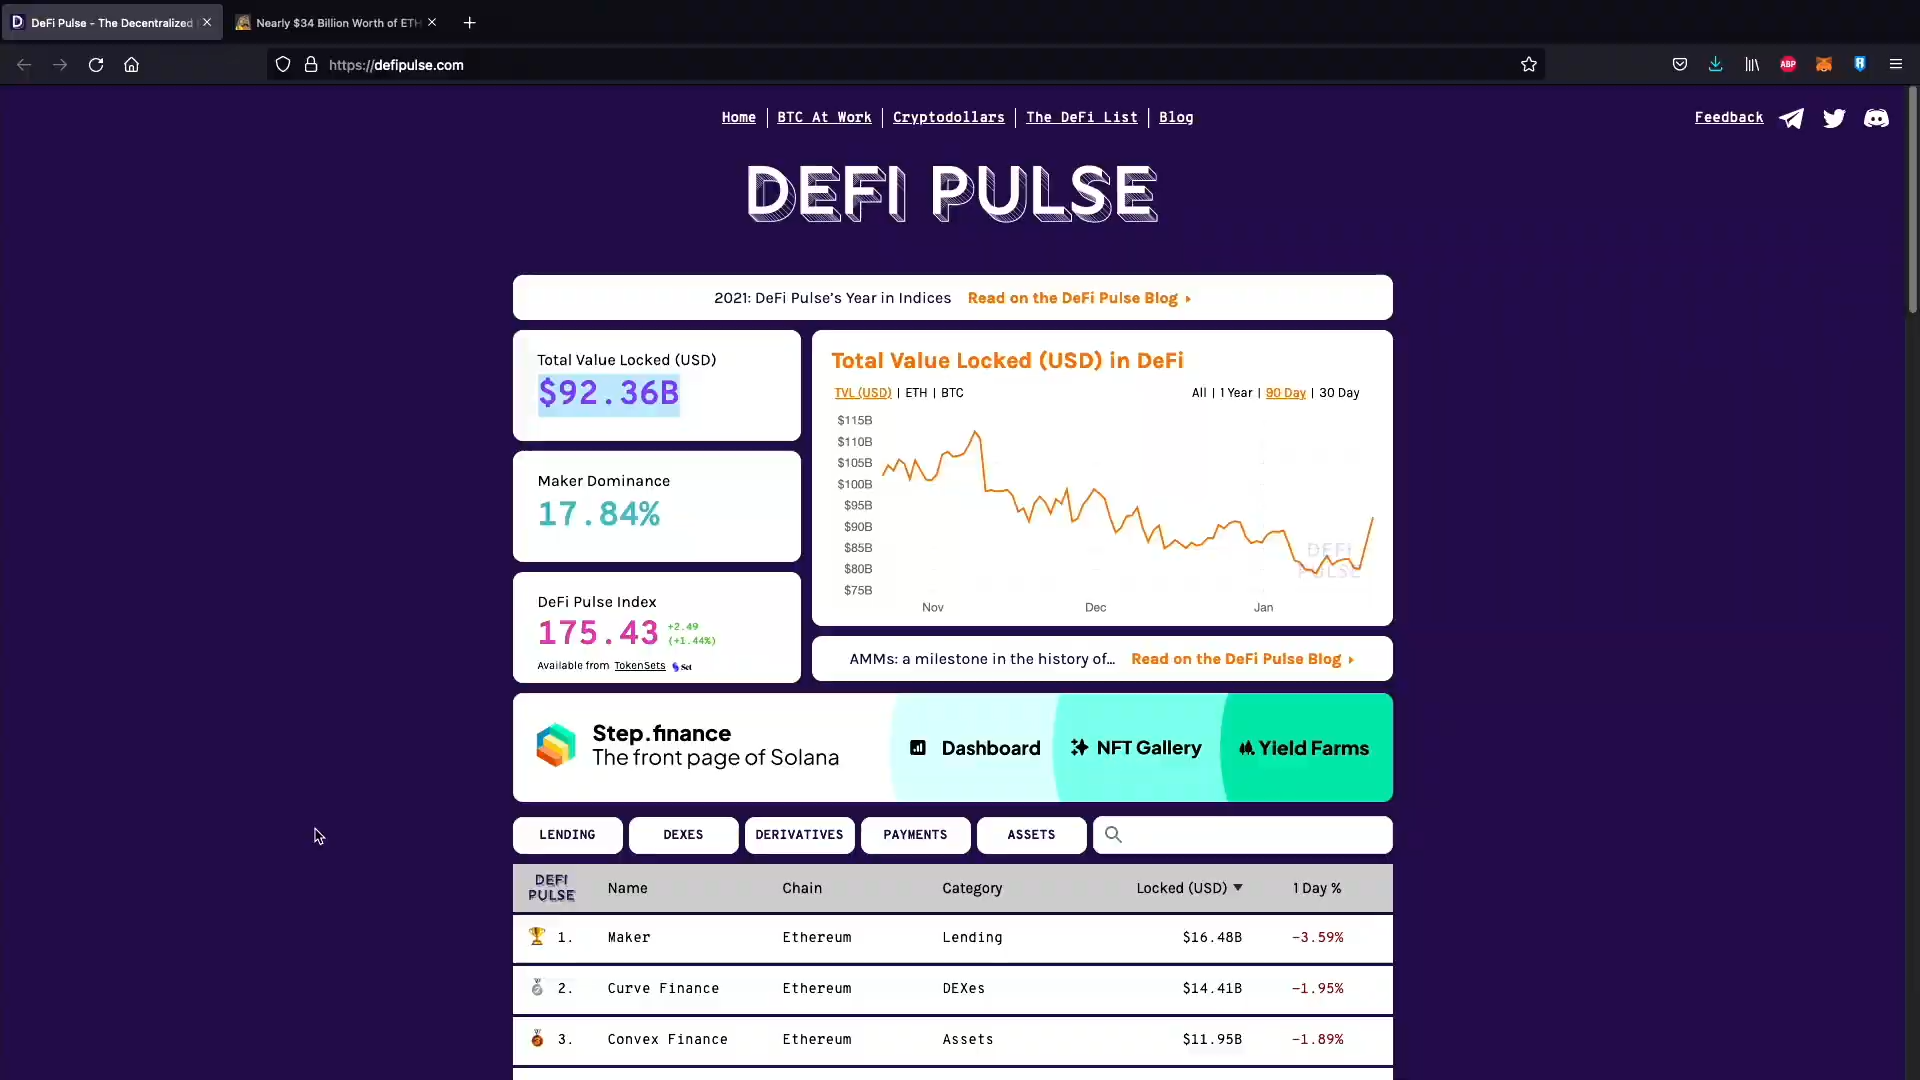 DeFi Pulse - The Decentralized
Nearly $34 Billion Worth of ETH
https://defipulse.com
ABP
Home | BTC At Work | Cryptodollars | The DeFi List | Blog
Feedback
DEFI PULSE
2021: DeFi Pulse's Year in Indices Read on the DeFi Pulse Blog
Total Value Locked (USD)
$92.36B
Maker Dominance
17.84%
DeFi Pulse Index
175.43 +2.49
(+1.44%)
Available from TokenSets Set
Total Value Locked (USD) in DeFi
TVL (USD) | ETH | BTC All | 1 Year | 90 Day | 30 Day
$115B
$110B
$105B
$100B
$95B
$90B
$85B
$80B
$75B
DEFI
PULSE
Nov Dec Jan
AMMs: a milestone in the history of... Read on the DeFi Pulse Blog
Step.finance
The front page of Solana
Dashboard NFT Gallery Yield Farms
LENDING DEXES DERIVATIVES PAYMENTS ASSETS
DEFI
PULSE
Name Chain Category Locked (USD) 1 Day %
1. Maker Ethereum Lending $16.48B -3.59%
2. Curve Finance Ethereum DEXes $14.41B -1.95%
3. Convex Finance Ethereum Assets $11.95B -1.89%